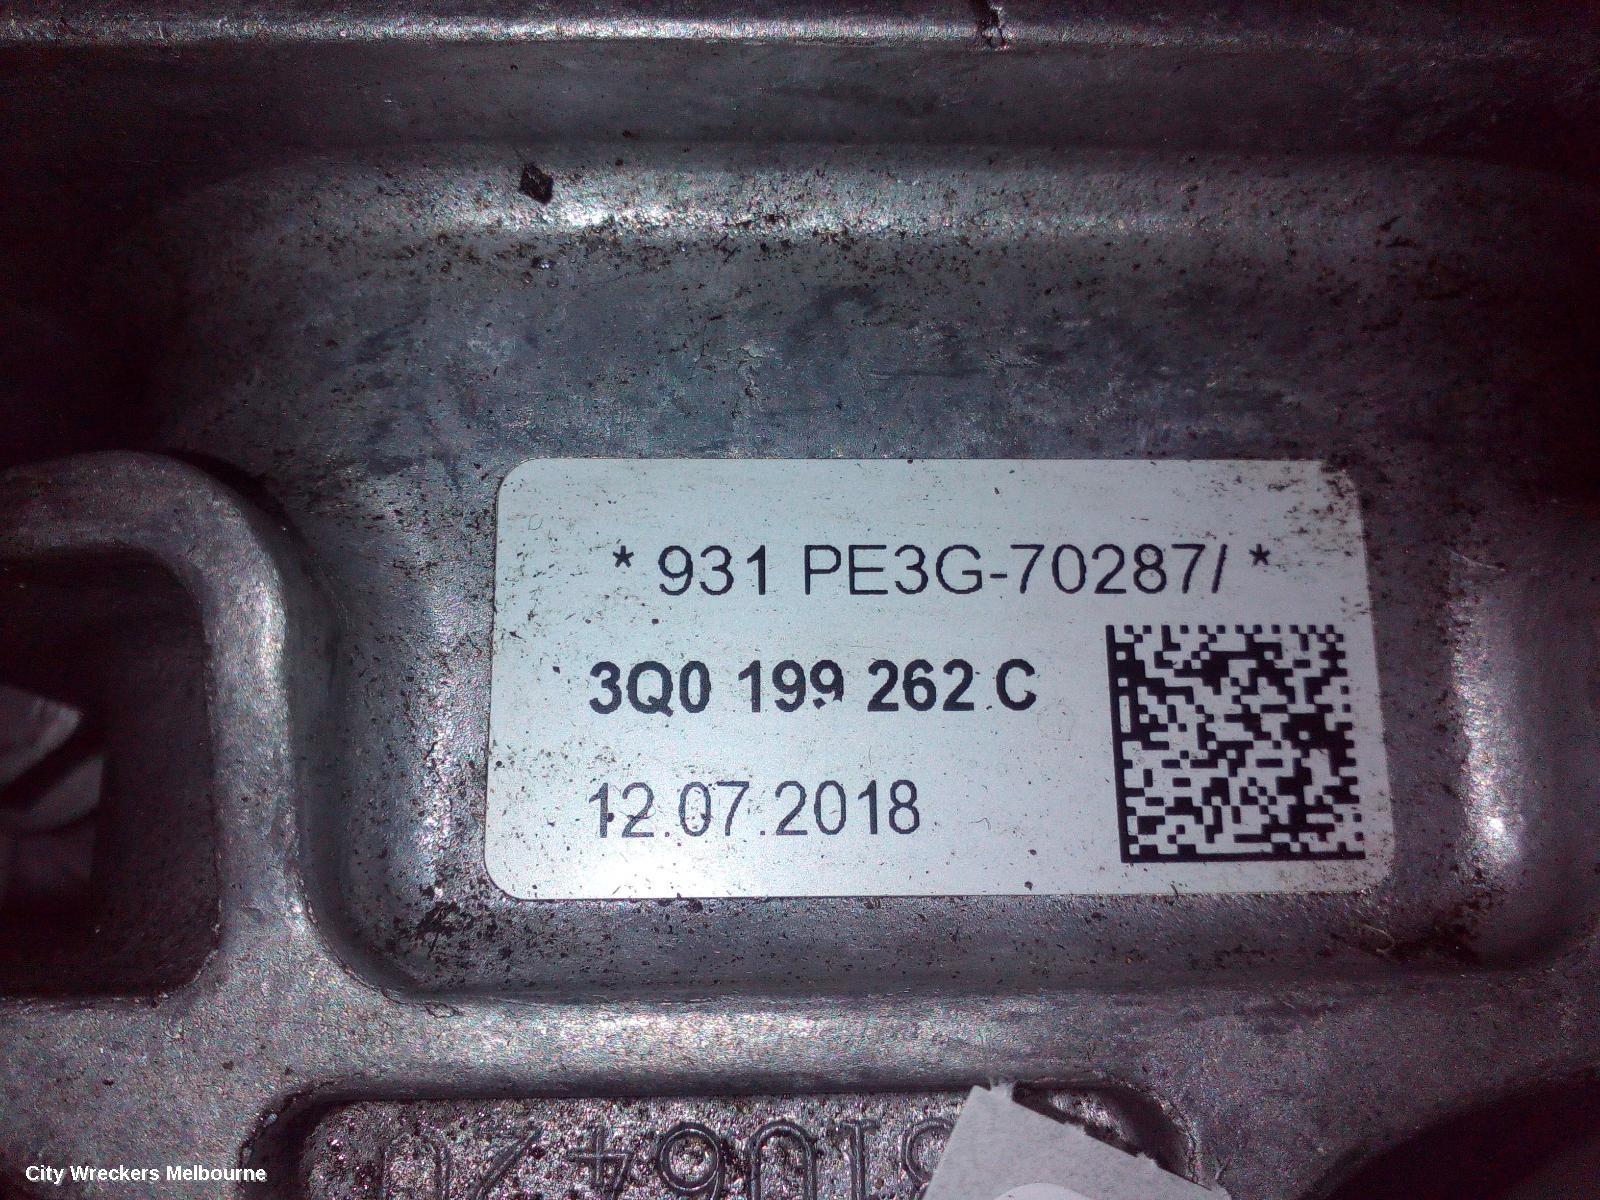 * 931 PE3G-70287/ *
3Q0 199 262 C
12.07.2018
City Wreckers Melbourne